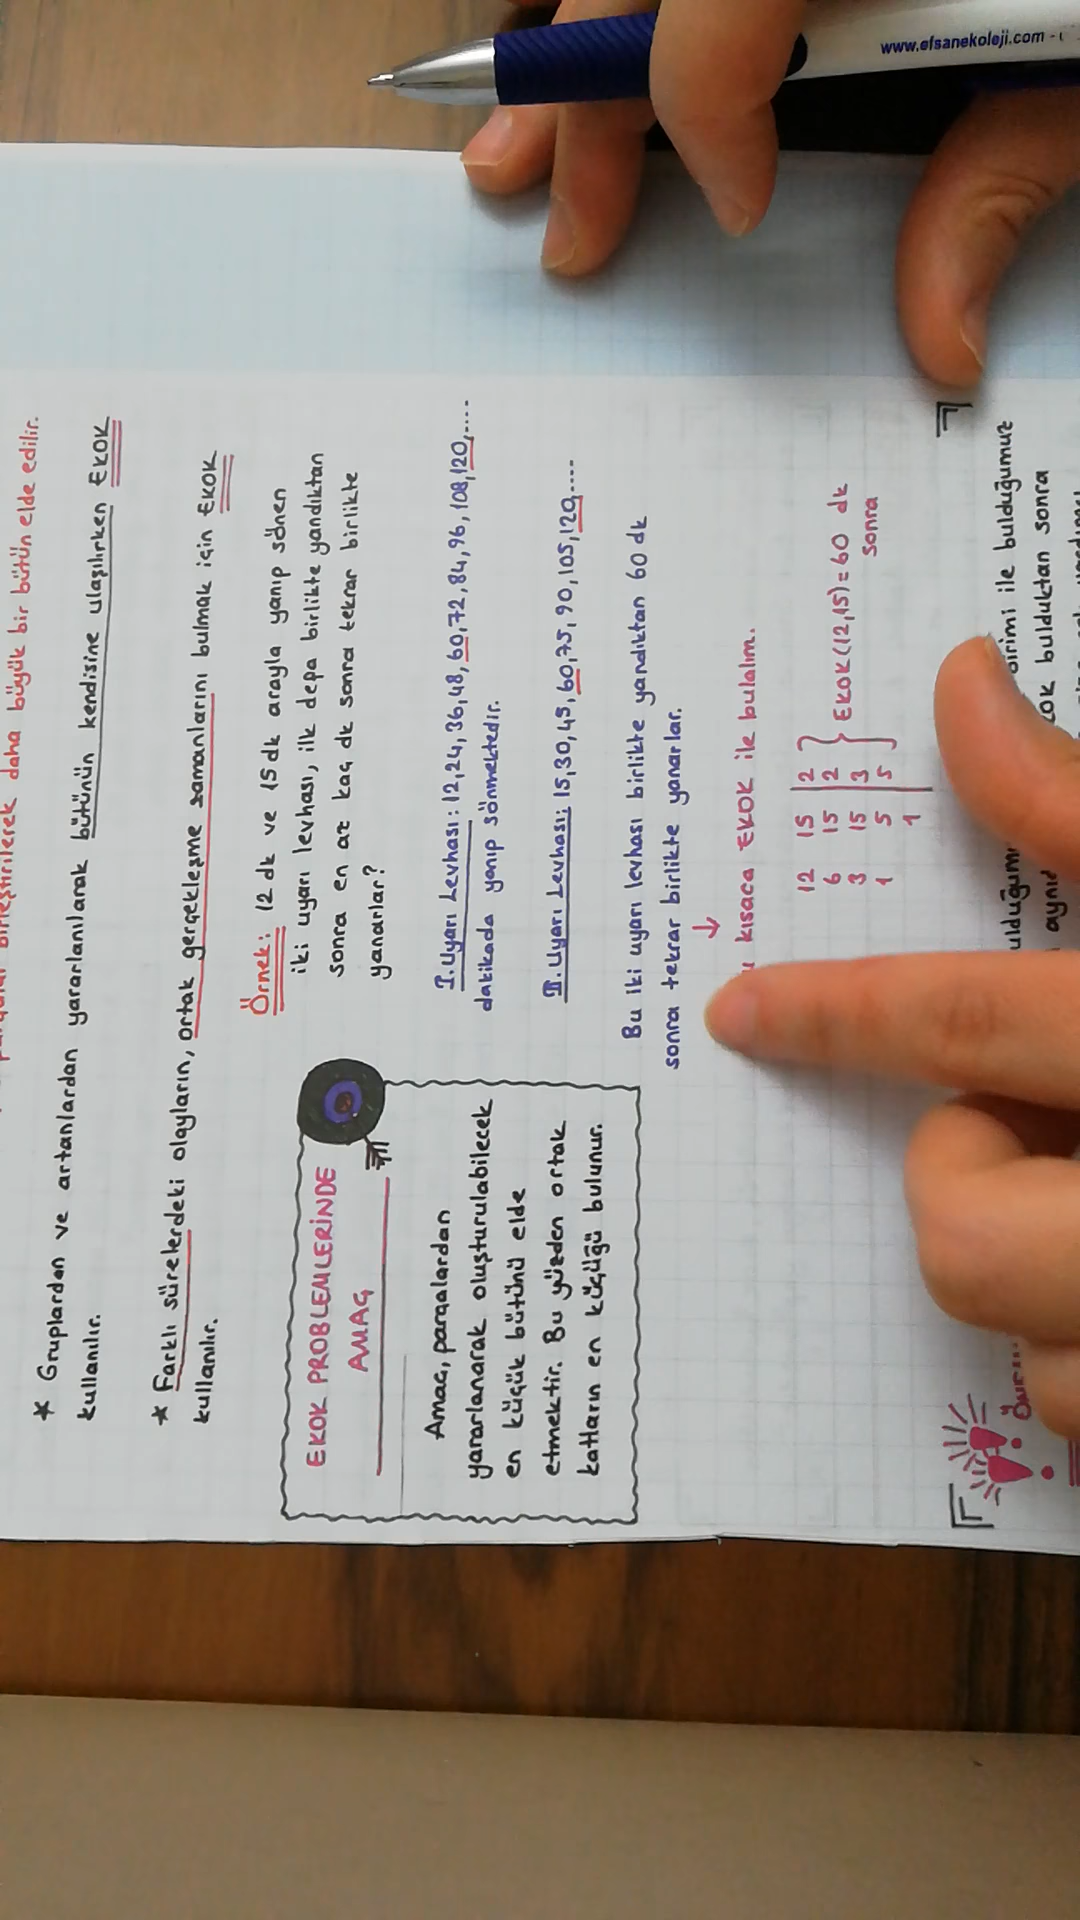 www.efsanekoleji.com -
birleştirilerek daha büyük bir bütün elde edilir.
* Gruplardan ve artanlardan yararlanılarak bütünün kendisine ulaşılırken EKOK
kullanılır.
* Farklı sürelerdeki olayların, ortak gerçekleşme zamanlarını bulmak için EKOK
kullanılır.
EKOK PROBLEMLERİNDE
AMAÇ
Amaç, parçalardan
yararlanarak oluşturulabilecek
en küçük bütünü elde
etmektir. Bu yüzden ortak
katların en küçüğü bulunur.
Örnek: 12 dk ve 15 dk arayla yanıp sönen
iki uyarı levhası, ilk defa birlikte yandıktan
sonra en az kaç dk sonra tekrar birlikte
yanarlar?
I. Uyarı Levhası: 12,24,36,48,60,72,84,96,108,120,....
dakikada yanıp sönmektedir.
II. Uyarı Levhası: 15,30,45,60,75,90,105,120,....
Bu iki uyarı levhası birlikte yandıktan 60 dk
sonra tekrar birlikte yanarlar.
↓
kısaca EKOK ile bulalım.
12 15 | 2
6 15 | 2
3 15 | 3
1 5 | 5
1
EKOK(12,15)=60 dk
sonra
birimi ile bulduğumuz
bulduktan sonra